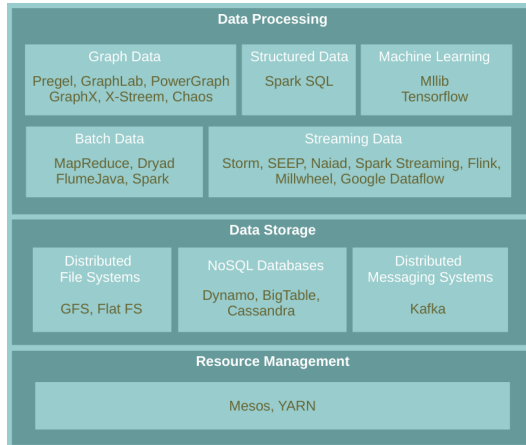 Data Processing
Graph Data
Pregel, GraphLab, PowerGraph
GraphX, X-Streem, Chaos
Structured Data
Spark SQL
Machine Learning
Mllib
Tensorflow
Batch Data
MapReduce, Dryad
FlumeJava, Spark
Streaming Data
Storm, SEEP, Naiad, Spark Streaming, Flink,
Millwheel, Google Dataflow
Data Storage
Distributed
File Systems
GFS, Flat FS
NoSQL Databases
Dynamo, BigTable,
Cassandra
Distributed
Messaging Systems
Kafka
Resource Management
Mesos, YARN